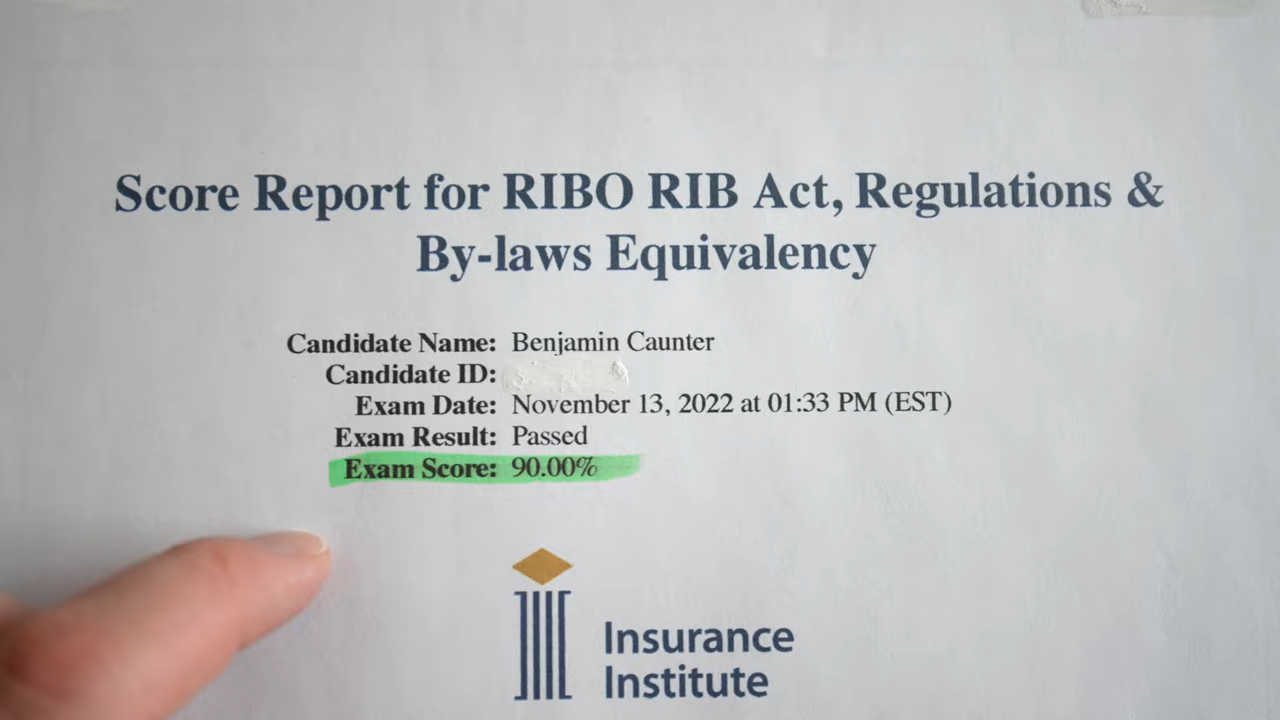 Score Report for RIBO RIB Act, Regulations &
By-laws Equivalency
Candidate Name: Benjamin Caunter
Candidate ID:
Exam Date: November 13, 2022 at 01:33 PM (EST)
Exam Result: Passed
Exam Score: 90.00%
Insurance
Institute